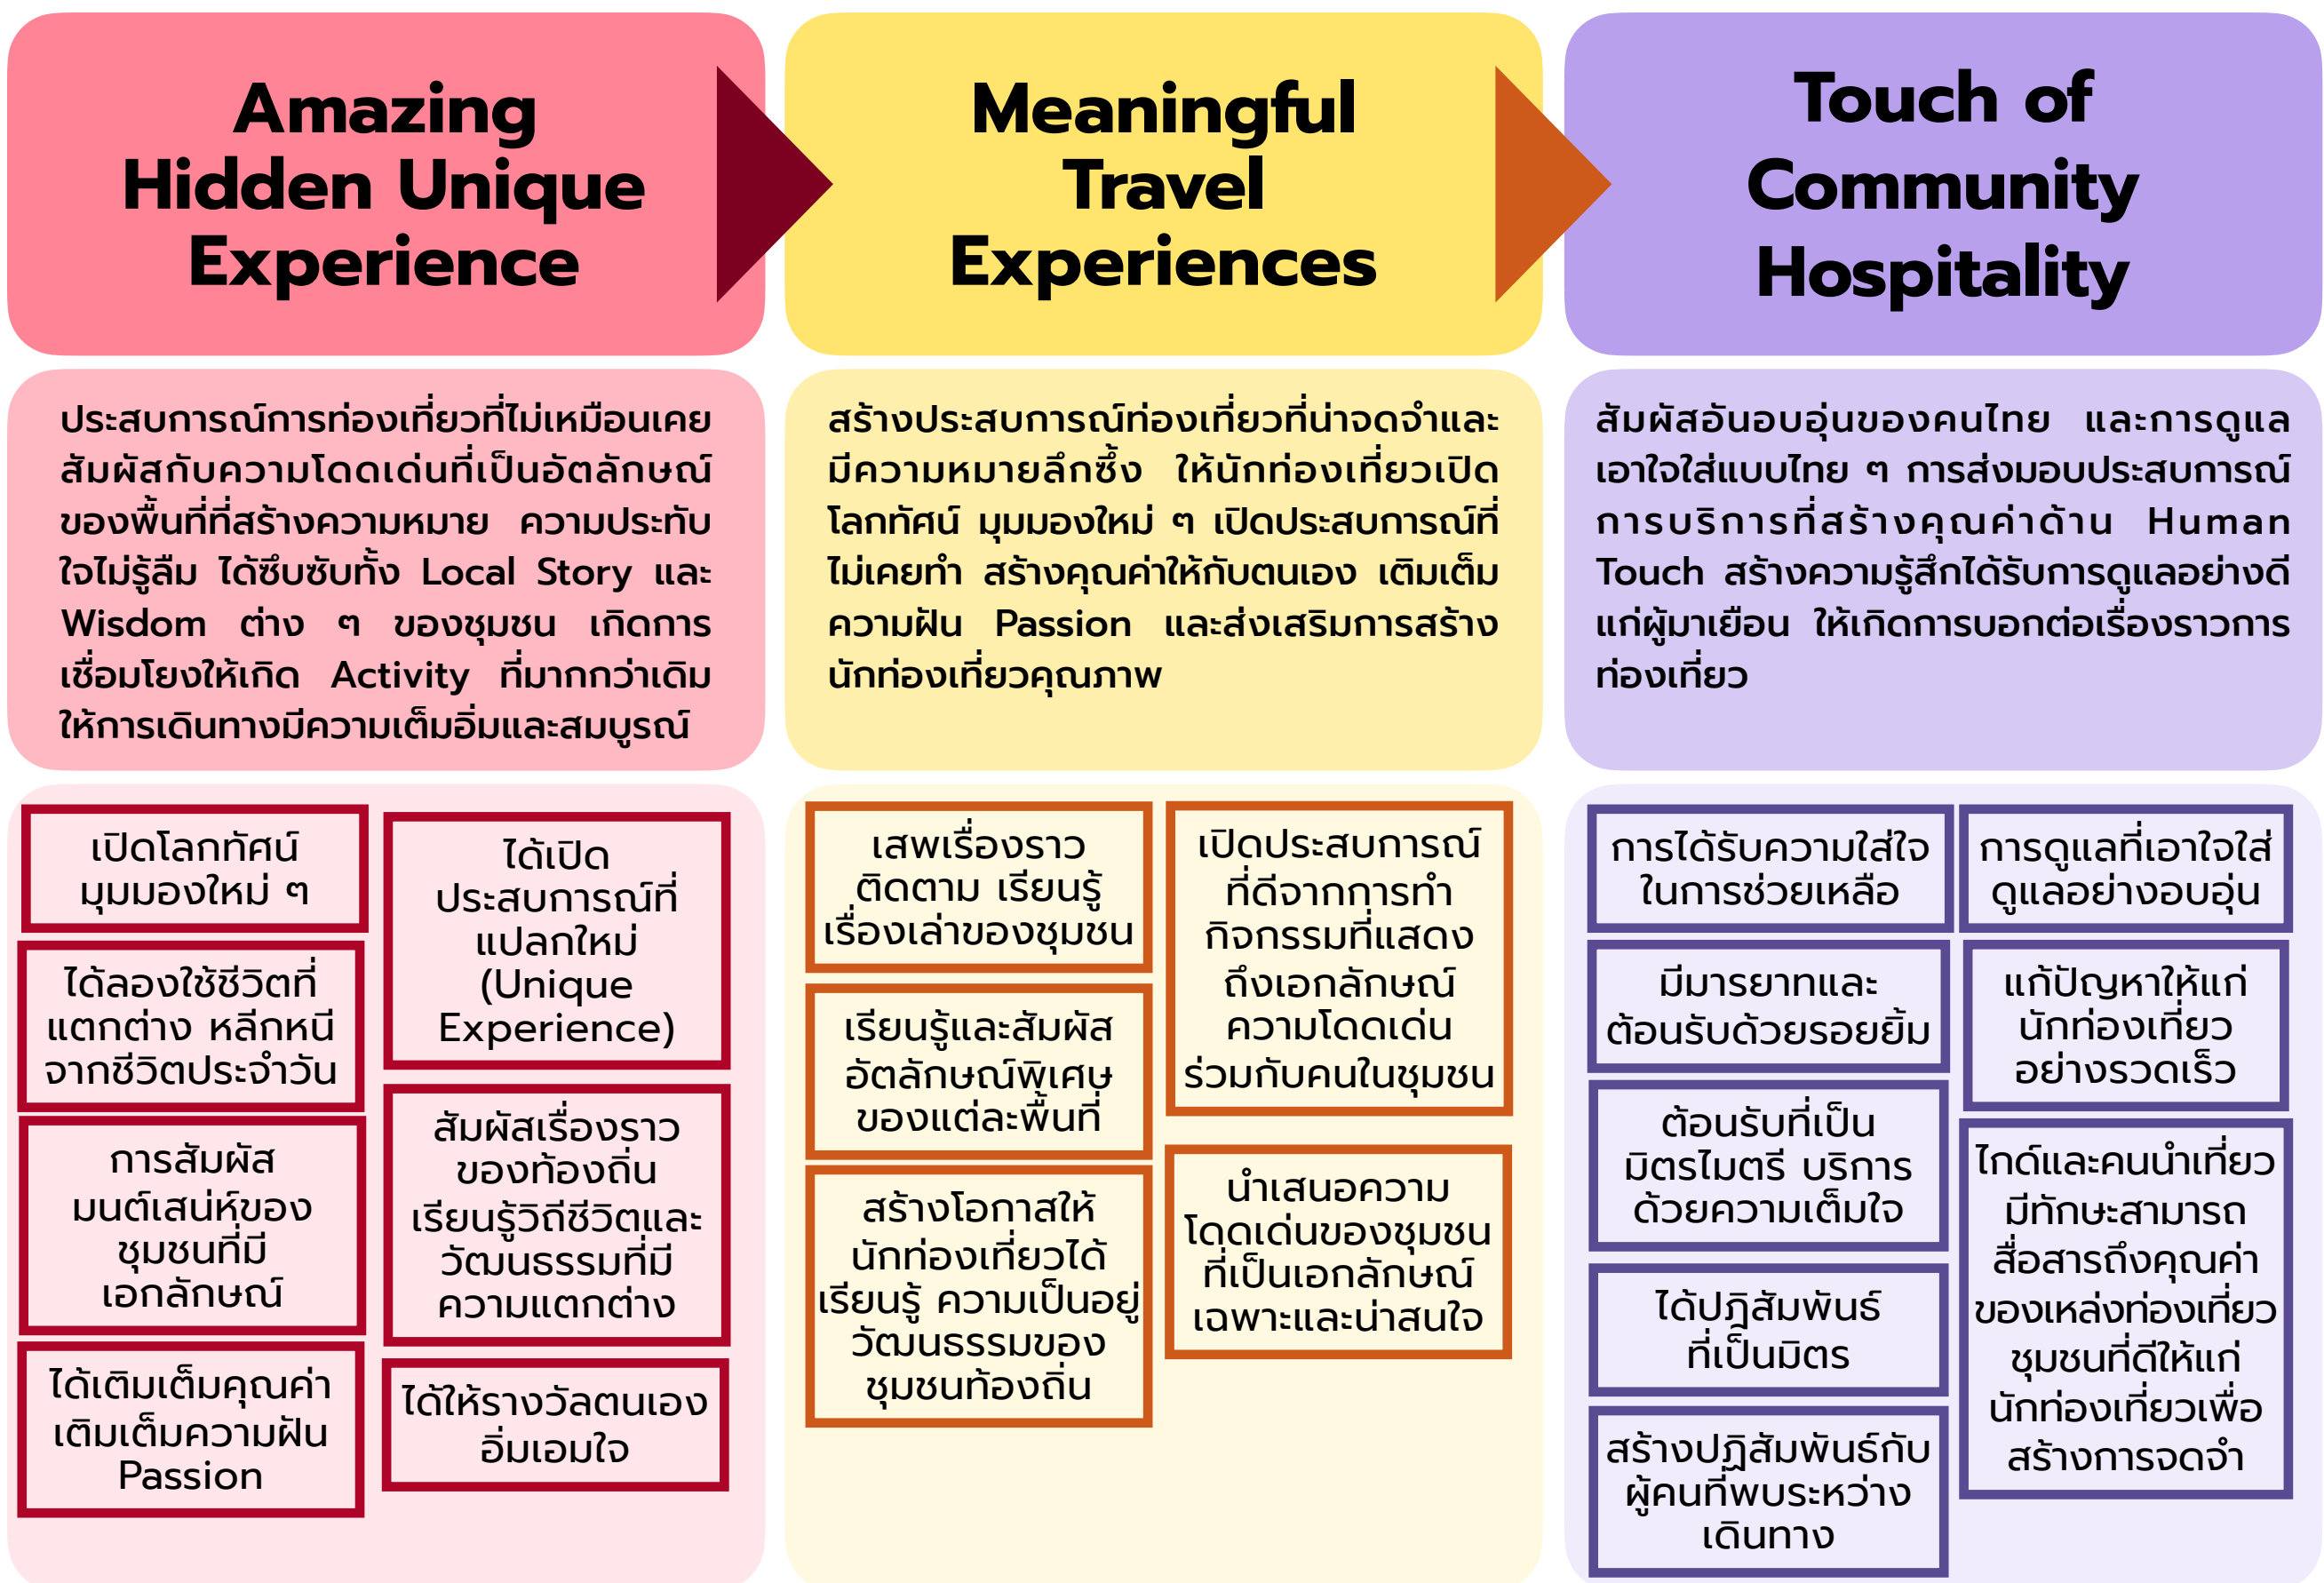 Amazing
Hidden Unique
Experience
Meaningful
Travel
Experiences
Touch of
Community
Hospitality
ประสบการณ์การท่องเที่ยวที่ไม่เหมือนเคย
สัมผัสกับความโดดเด่นที่เป็นอัตลักษณ์
ของพื้นที่ที่สร้างความหมาย ความประทับ
ใจไม่รู้ลืม ได้ซึบซับทั้ง Local Story และ
Wisdom ต่าง ๆ ของชุมชน เกิดการ
เชื่อมโยงให้เกิด Activity ที่มากกว่าเดิม
ให้การเดินทางมีความเต็มอิ่มและสมบูรณ์
สร้างประสบการณ์ท่องเที่ยวที่น่าจดจำและ
มีความหมายลึกซึ้ง ให้นักท่องเที่ยวเปิด
โลกทัศน์ มุมมองใหม่ ๆ เปิดประสบการณ์ที่
ไม่เคยทำ สร้างคุณค่าให้กับตนเอง เติมเต็ม
ความฝัน Passion และส่งเสริมการสร้าง
นักท่องเที่ยวคุณภาพ
สัมผัสอันอบอุ่นของคนไทย และการดูแล
เอาใจใส่แบบไทย ๆ การส่งมอบประสบการณ์
การบริการที่สร้างคุณค่าด้าน Human
Touch สร้างความรู้สึกได้รับการดูแลอย่างดี
แก่ผู้มาเยือน ให้เกิดการบอกต่อเรื่องราวการ
ท่องเที่ยว
เปิดโลกทัศน์
มุมมองใหม่ ๆ
ได้ลองใช้ชีวิตที่
แตกต่าง หลีกหนี
จากชีวิตประจำวัน
การสัมผัส
มนต์เสน่ห์ของ
ชุมชนที่มี
เอกลักษณ์
ได้เติมเต็มคุณค่า
เติมเต็มความฝัน
Passion
ได้เปิด
ประสบการณ์ที่
แปลกใหม่
(Unique
Experience)
สัมผัสเรื่องราว
ของท้องถิ่น
เรียนรู้วิถีชีวิตและ
วัฒนธรรมที่มี
ความแตกต่าง
ได้ให้รางวัลตนเอง
อิ่มเอมใจ
เสพเรื่องราว
ติดตาม เรียนรู้
เรื่องเล่าของชุมชน
เรียนรู้และสัมผัส
อัตลักษณ์พิเศษ
ของแต่ละพื้นที่
สร้างโอกาสให้
นักท่องเที่ยวได้
เรียนรู้ ความเป็นอยู่
วัฒนธรรมของ
ชุมชนท้องถิ่น
เปิดประสบการณ์
ที่ดีจากการทำ
กิจกรรมที่แสดง
ถึงเอกลักษณ์
ความโดดเด่น
ร่วมกับคนในชุมชน
นำเสนอความ
โดดเด่นของชุมชน
ที่เป็นเอกลักษณ์
เฉพาะและน่าสนใจ
การได้รับความใส่ใจ
ในการช่วยเหลือ
มีมารยาทและ
ต้อนรับด้วยรอยยิ้ม
ต้อนรับที่เป็น
มิตรไมตรี บริการ
ด้วยความเต็มใจ
ได้ปฏิสัมพันธ์
ที่เป็นมิตร
สร้างปฏิสัมพันธ์กับ
ผู้คนที่พบระหว่าง
เดินทาง
การดูแลที่เอาใจใส่
ดูแลอย่างอบอุ่น
แก้ปัญหาให้แก่
นักท่องเที่ยว
อย่างรวดเร็ว
ไกด์และคนนำเที่ยว
มีทักษะสามารถ
สื่อสารถึงคุณค่า
ของเหล่งท่องเที่ยว
ชุมชนที่ดีให้แก่
นักท่องเที่ยวเพื่อ
สร้างการจดจำ